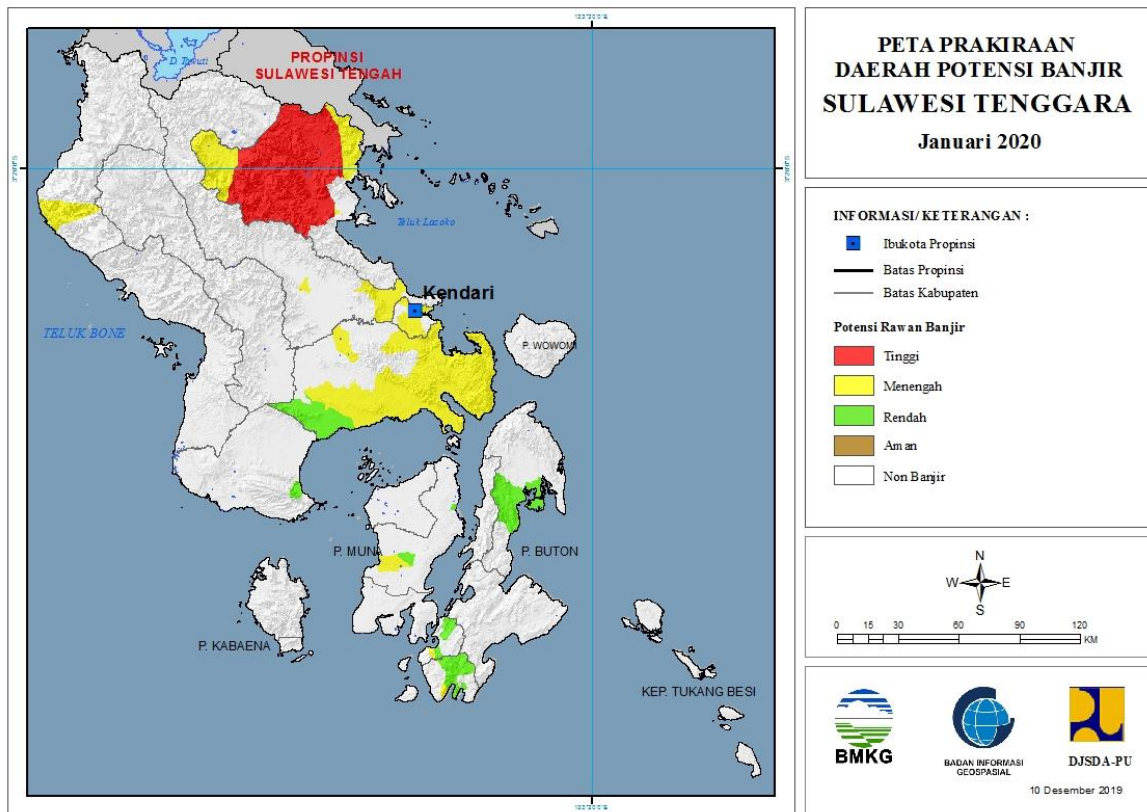 PETA PRAKIRAAN
DAERAH POTENSI BANJIR
SULAWESI TENGGARA
Januari 2020
INFORMASI/ KETERANGAN :
Ibukota Propinsi
Batas Propinsi
Batas Kabupaten
Potensi Rawan Banjir
Tinggi
Menengah
Rendah
Aman
Non Banjir
N
W E
S
0 15 30 60 90 120
KM
BMKG
BADAN INFORMASI
GEOSPASIAL
DJSDA-PU
10 Desember 2019
PROPINSI
SULAWESI TENGAH
Teluk Lasolo
Kendari
TELUK BONE
P. WOWONI
P. MUNA
P. BUTON
P. KABAENA
KEP. TUKANG BESI